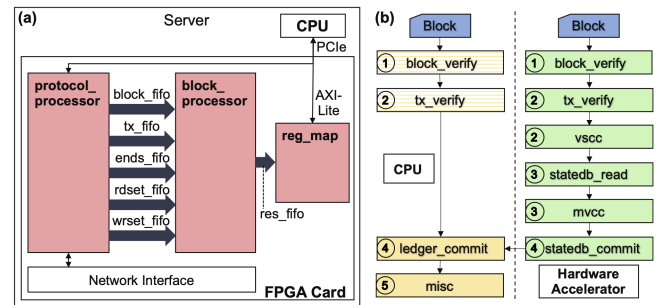 (a)
Server
CPU
PCIe
protocol_
processor
block_fifo
tx_fifo
ends_fifo
rdset_fifo
wrset_fifo
block_
processor
AXI-
Lite
reg_map
res_fifo
Network Interface
FPGA Card
(b)
Block
1 block_verify
2 tx_verify
CPU
4 ledger_commit
5 misc
Block
1 block_verify
2 tx_verify
2 vscc
3 statedb_read
3 mvcc
4 statedb_commit
Hardware
Accelerator